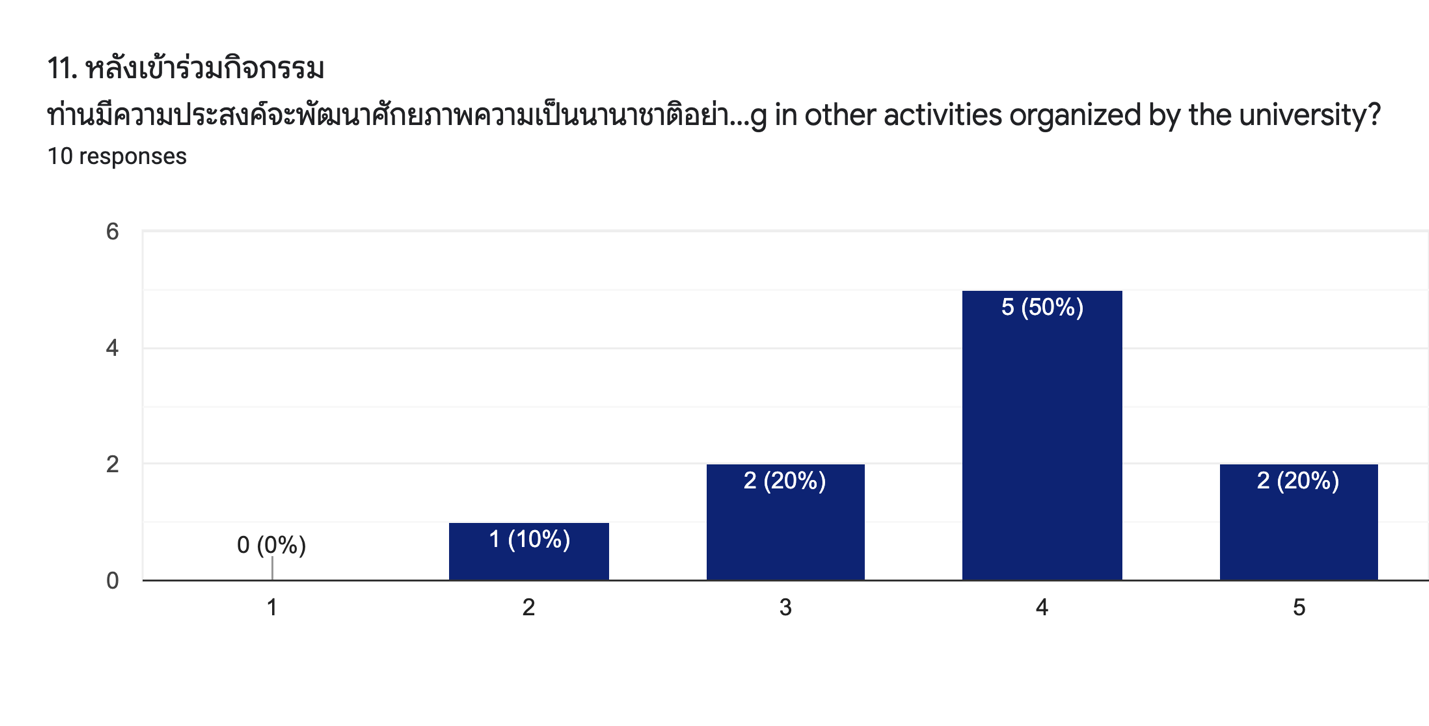 11. หลังเข้าร่วมกิจกรรม
ท่านมีความประสงค์จะพัฒนาศักยภาพความเป็นนานาชาติอย่า...g in other activities organized by the university?
10 responses
6
4
2
0
0 (0%)
1 (10%)
2 (20%)
5 (50%)
2 (20%)
1 2 3 4 5